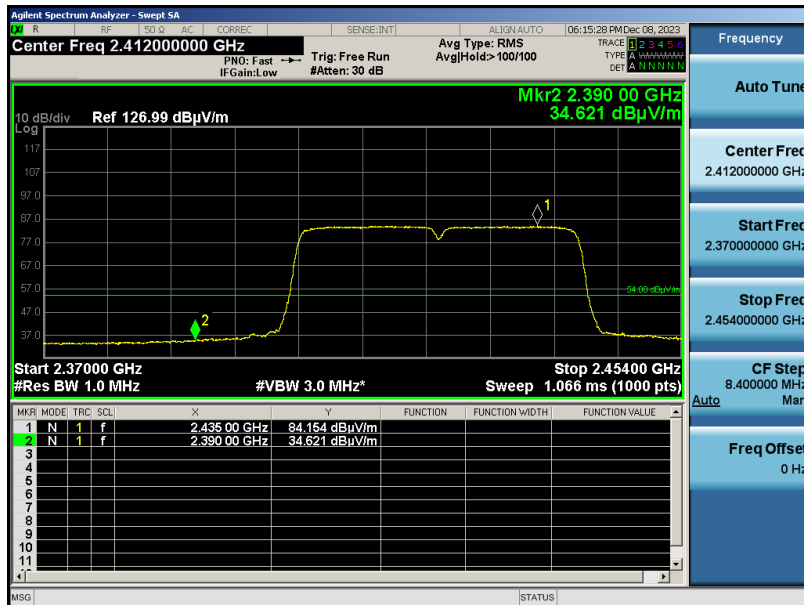 Agilent Spectrum Analyzer - Swept SA
LXI R RF 50 Ω AC CORREC SENSE:INT ALIGN AUTO 06:15:28 PM Dec 08, 2023
Center Freq 2.412000000 GHz
PNO: Fast
IFGain:Low
Trig: Free Run
#Atten: 30 dB
Avg Type: RMS
Avg|Hold:>100/100
TRACE 1 2 3 4 5 6
TYPE A
DET A N N N N N
Mkr2 2.390 00 GHz
34.621 dBµV/m
10 dB/div Ref 126.99 dBµV/m
Log
117
107
97.0
87.0
77.0
67.0
57.0
47.0
37.0
1
2
54.00 dBµV/m
Start 2.37000 GHz Stop 2.45400 GHz
#Res BW 1.0 MHz #VBW 3.0 MHz* Sweep 1.066 ms (1000 pts)
MKR MODE TRC SCL X Y FUNCTION FUNCTION WIDTH FUNCTION VALUE
1 N 1 f 2.435 00 GHz 84.154 dBµV/m
2 N 1 f 2.390 00 GHz 34.621 dBµV/m
3
4
5
6
7
8
9
10
11
MSG STATUS
Frequency
Auto Tune
Center Freq
2.412000000 GHz
Start Freq
2.370000000 GHz
Stop Freq
2.454000000 GHz
CF Step
8.400000 MHz
Auto Man
Freq Offset
0 Hz